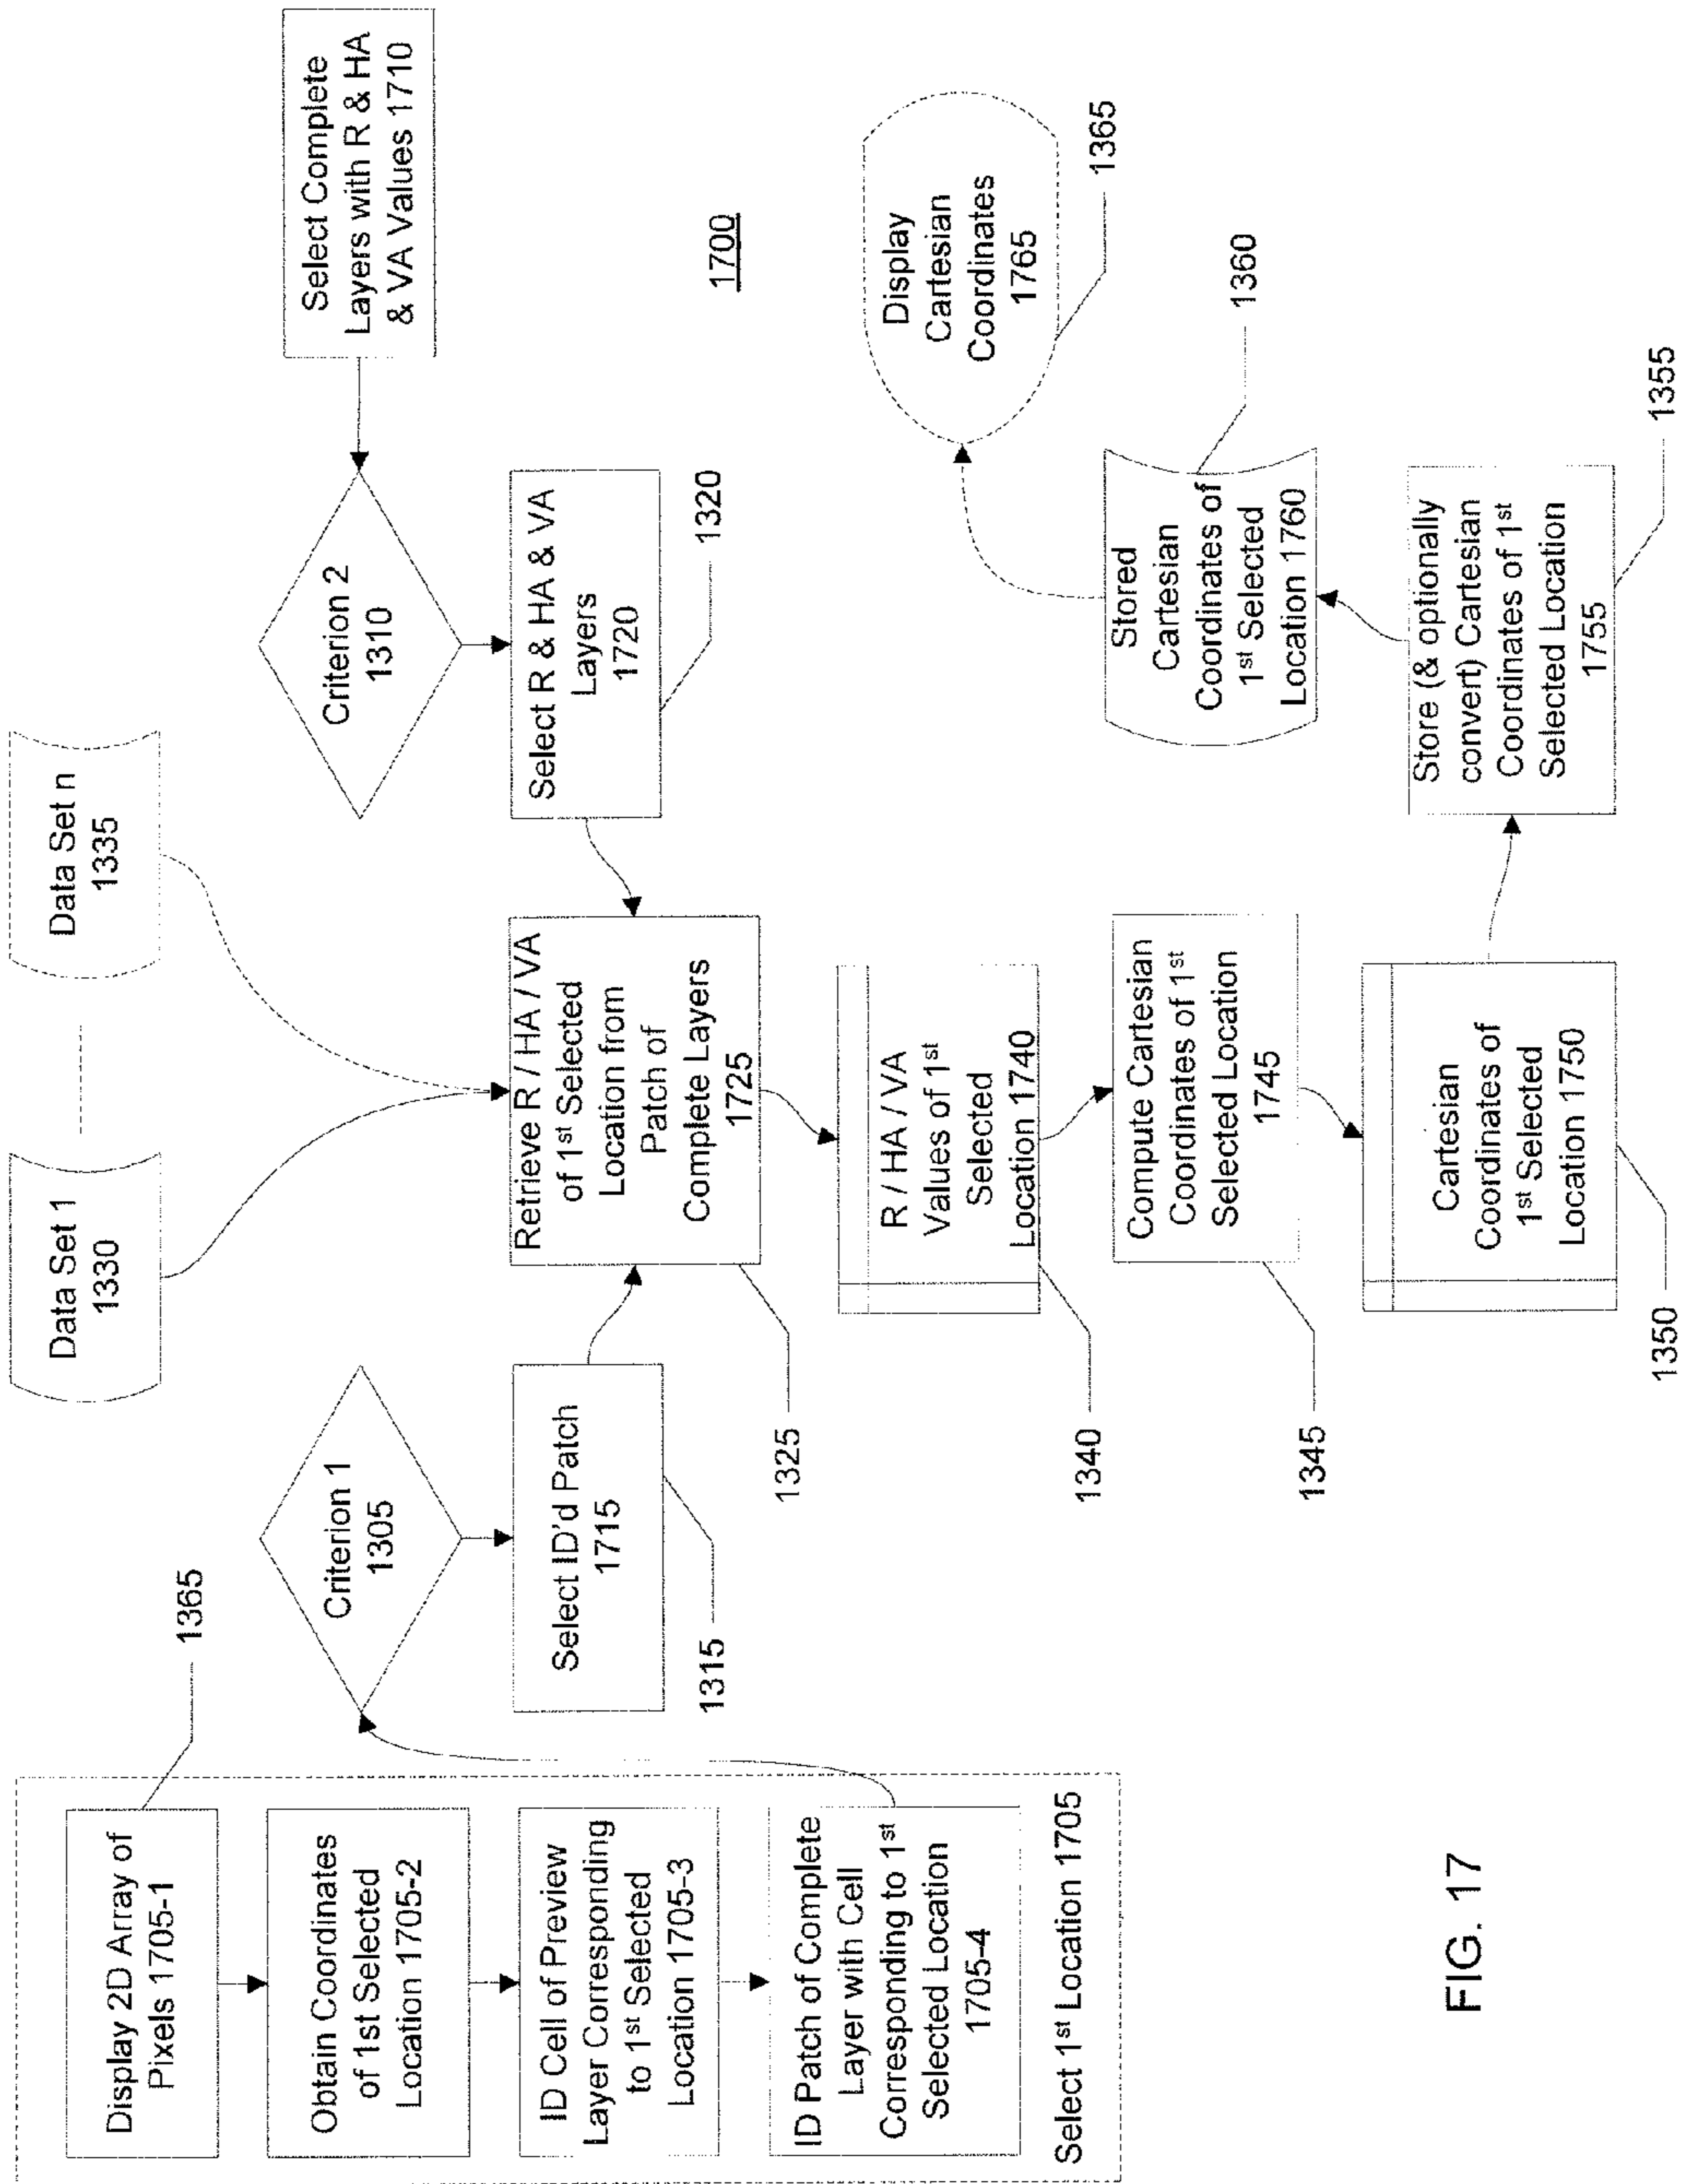 Display 2D Array of
Pixels 1705-1
1365
Obtain Coordinates
of 1st Selected
Location 1705-2
ID Cell of Preview
Layer Corresponding
to 1st Selected
Location 1705-3
ID Patch of Complete
Layer with Cell
Corresponding to 1st
Selected Location
1705-4
Select 1st Location 1705
Criterion 1
1305
Select ID'd Patch
1715
1315
Data Set 1
1330
Data Set n
1335
Select Complete
Layers with R & HA
& VA Values 1710
Criterion 2
1310
Select R & HA & VA
Layers
1720
1320
Retrieve R / HA / VA
of 1st Selected
Location from
Patch of
Complete Layers
1725
1325
R / HA / VA
Values of 1st
Selected
Location 1740
1340
Compute Cartesian
Coordinates of 1st
Selected Location
1745
1345
Cartesian
Coordinates of
1st Selected
Location 1750
1350
Store (& optionally
convert) Cartesian
Coordinates of 1st
Selected Location
1755
1355
Stored
Cartesian
Coordinates of
1st Selected
Location 1760
1360
Display
Cartesian
Coordinates
1765
1365
1700
FIG. 17